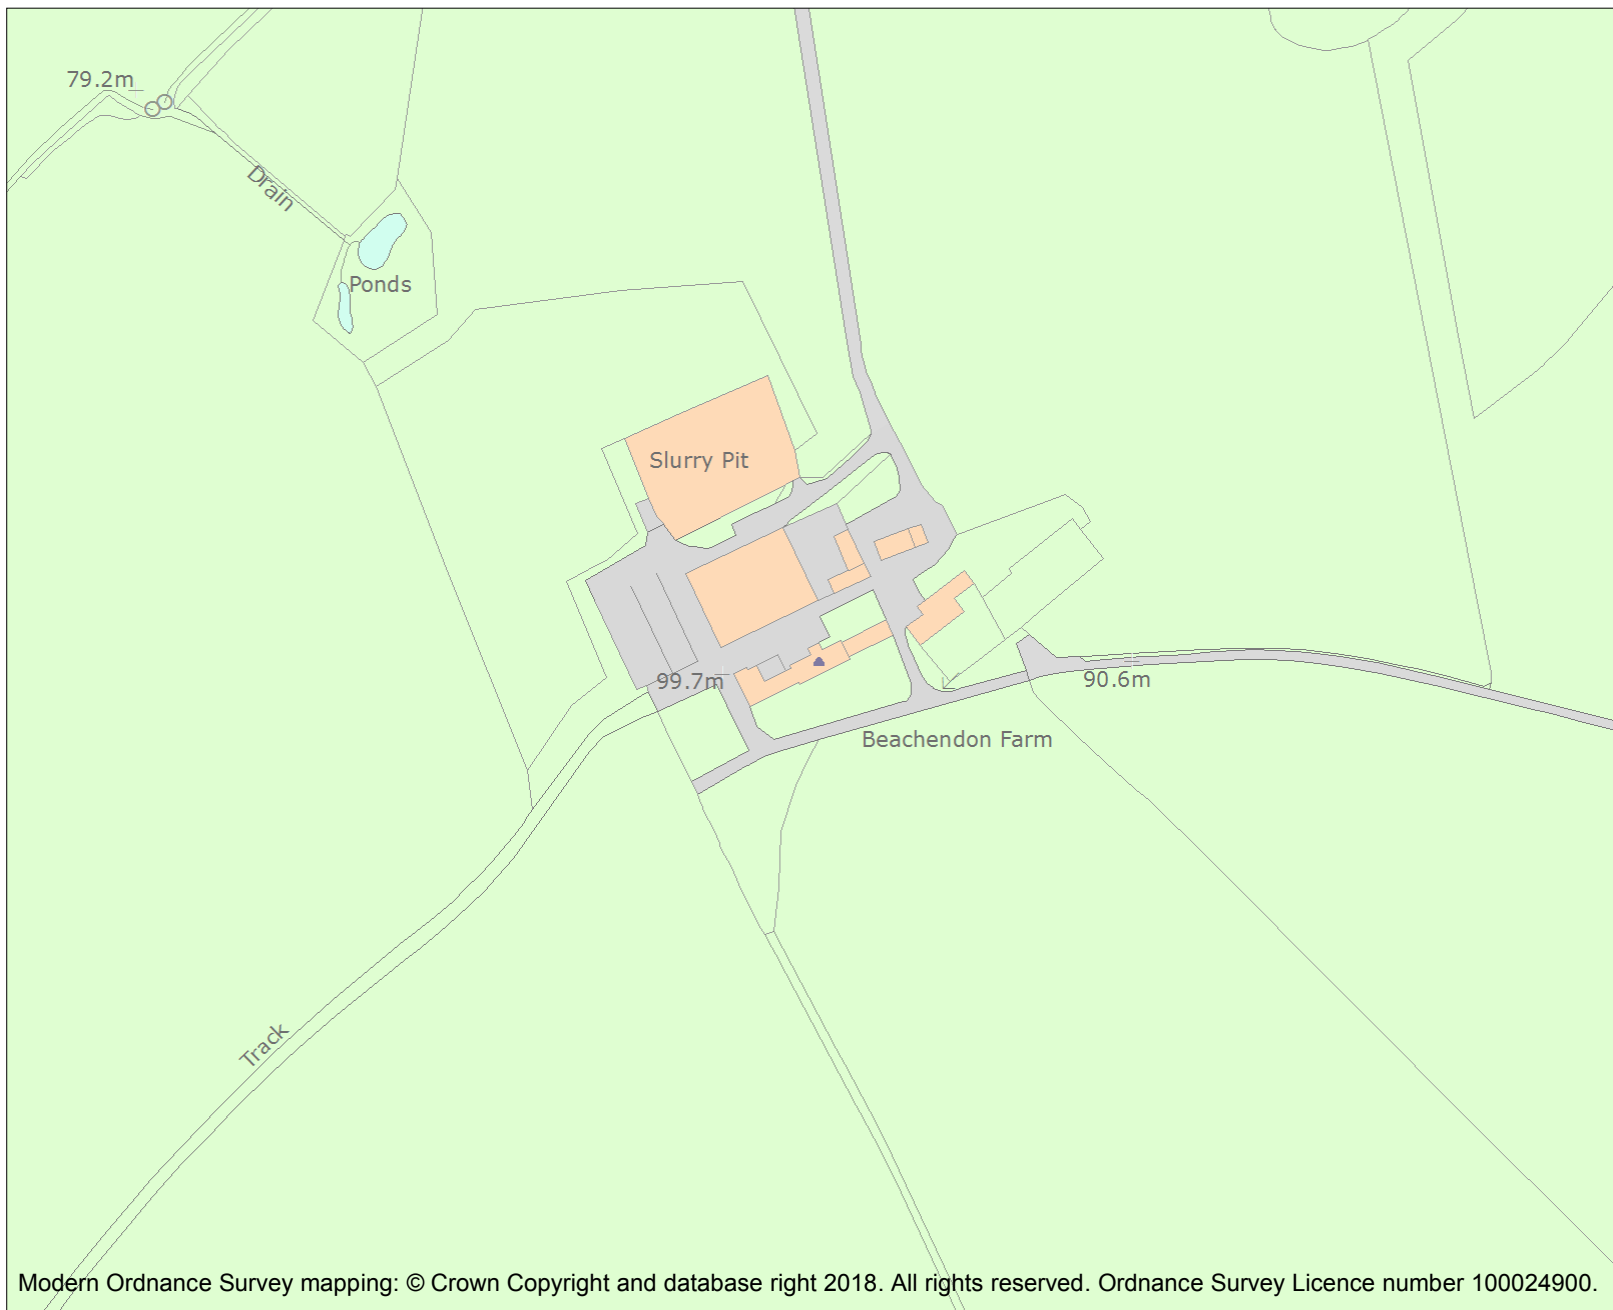 79.2m
Drain
Ponds
Slurry Pit
99.7m
90.6m
Beachendon Farm
Track
Modern Ordnance Survey mapping: © Crown Copyright and database right 2018. All rights reserved. Ordnance Survey Licence number 100024900.